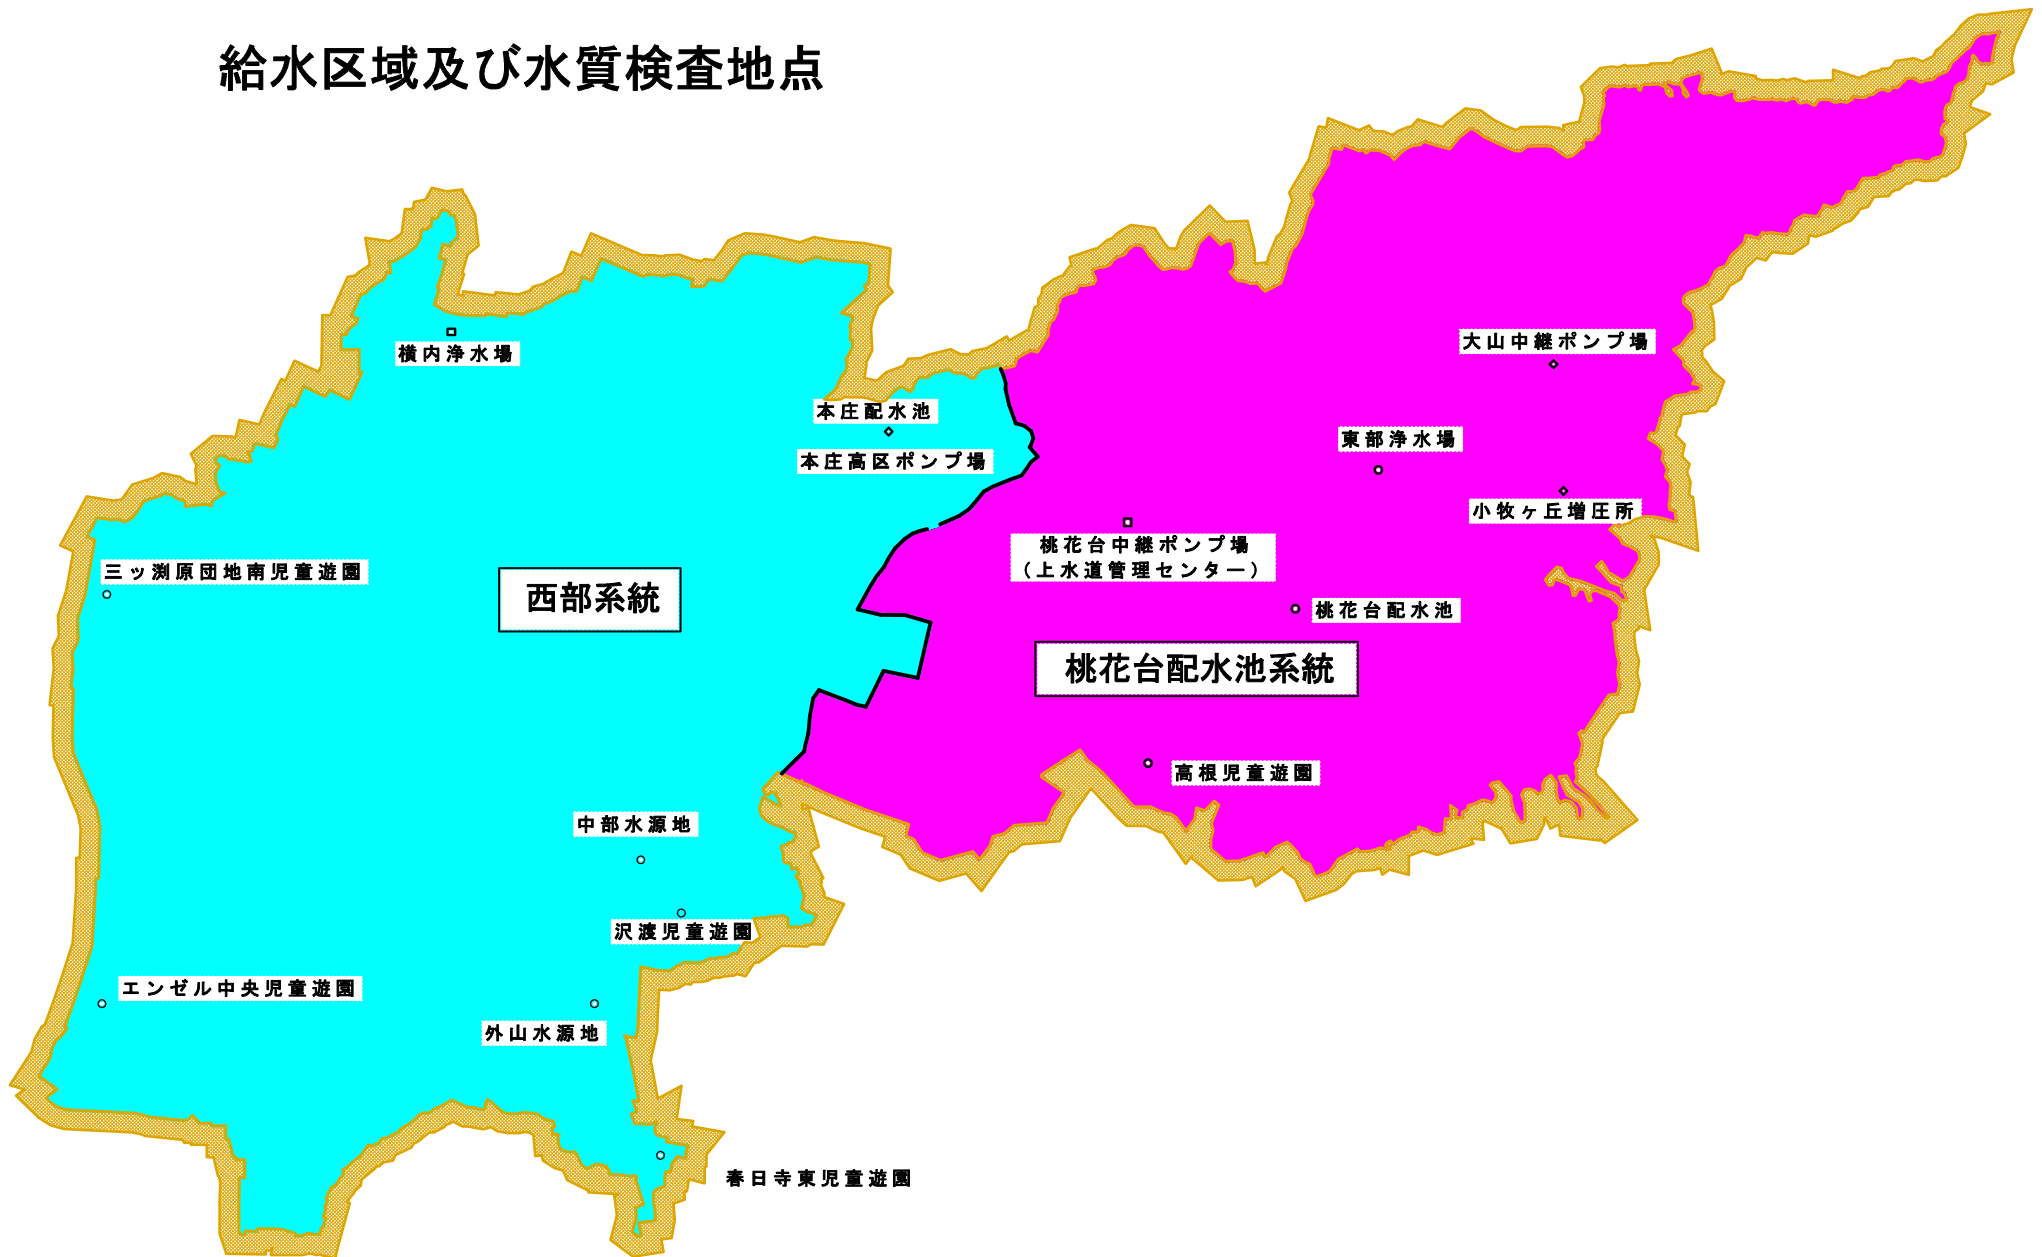 給水区域及び水質検査地点
横内浄水場
大山中継ポンプ場
本庄配水池
東部浄水場
本庄高区ポンプ場
小牧ヶ丘増圧所
桃花台中継ポンプ場
（上水道管理センター）
三ッ渕原団地南児童遊園
西部系統
桃花台配水池
桃花台配水池系統
高根児童遊園
中部水源地
沢渡児童遊園
エンゼル中央児童遊園
外山水源地
春日寺東児童遊園